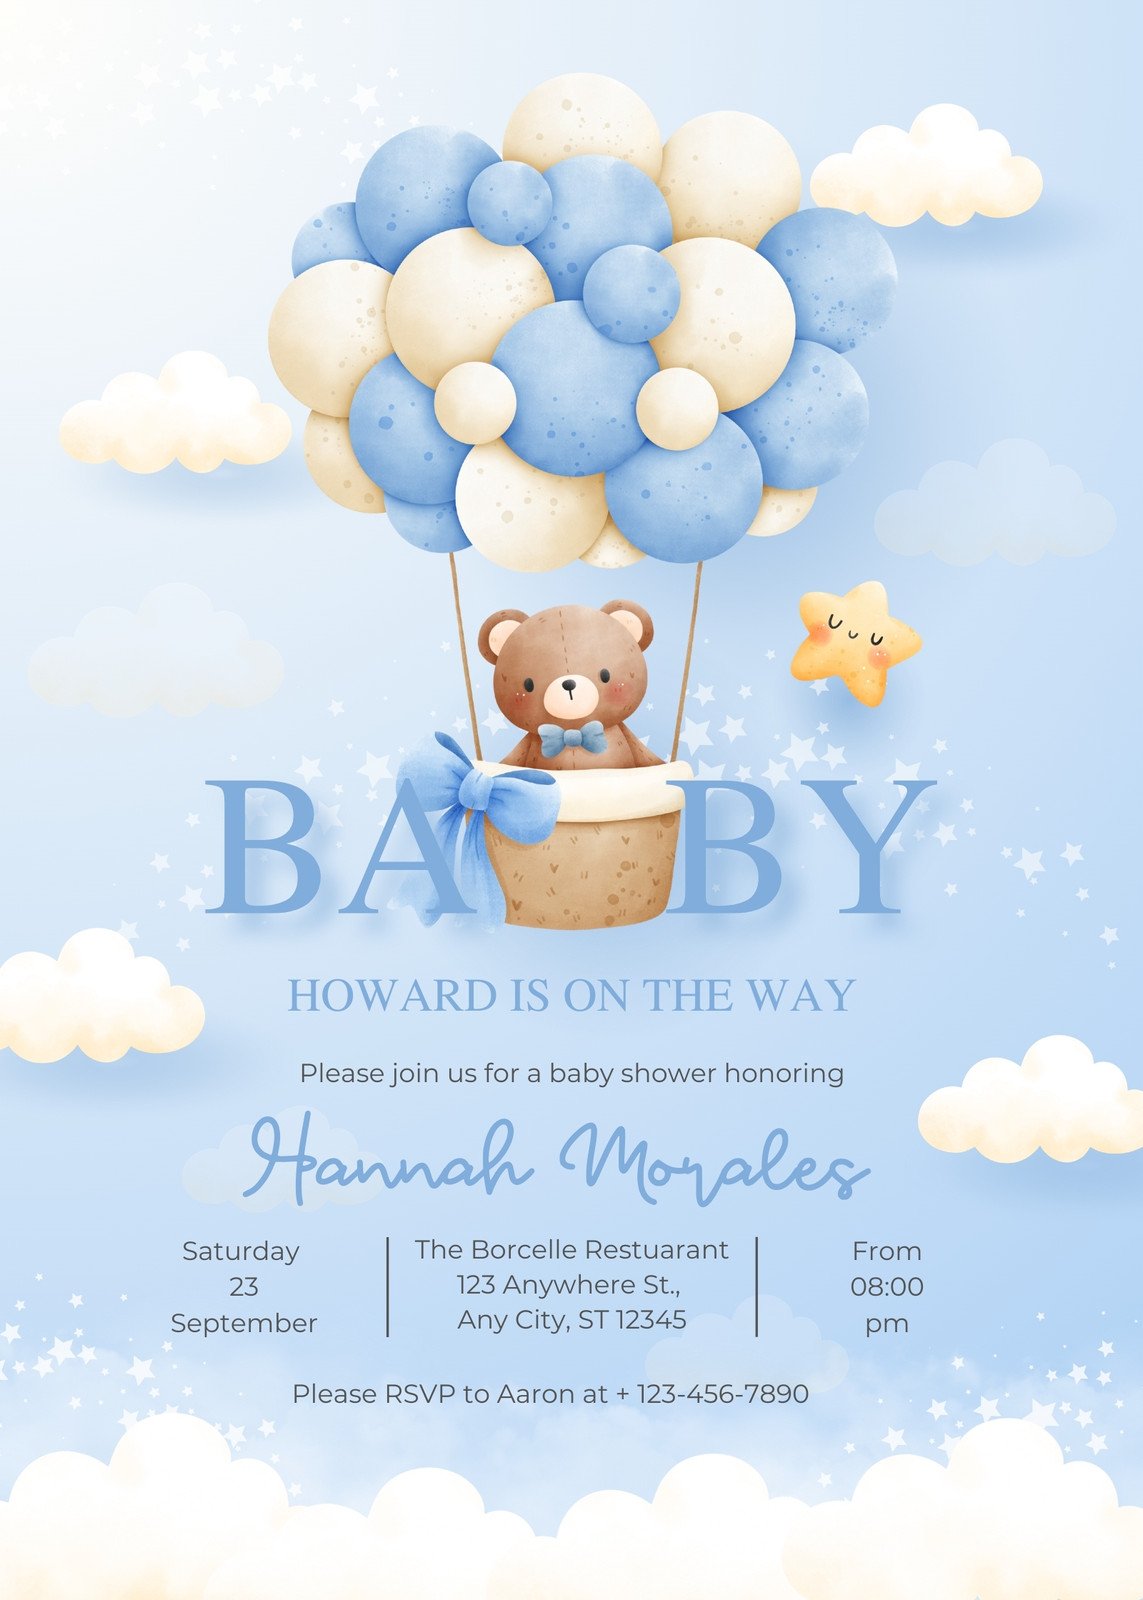 BABY
HOWARD IS ON THE WAY
Please join us for a baby shower honoring
Hannah Morales
Saturday
23
September
The Borcelle Restuarant
123 Anywhere St.,
Any City, ST 12345
From
08:00
pm
Please RSVP to Aaron at + 123-456-7890